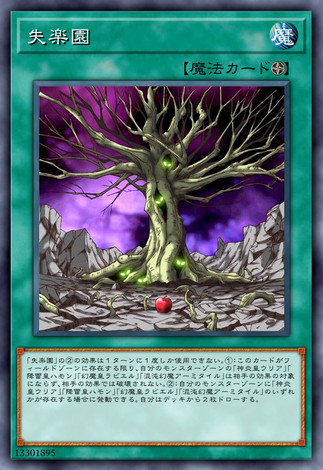 失楽園
魔
【魔法カード】
「失楽園」の②の効果は１ターンに１度しか使用できない。①：このカードがフ
ィールドゾーンに存在する限り、自分のモンスターゾーンの「神炎皇ウリア」「
降雷皇ハモン」「幻魔皇ラビエル」「混沌幻魔アーミタイル」は相手の効果の対象
にならず、相手の効果では破壊されない。②：自分のモンスターゾーンに「神炎
皇ウリア」「降雷皇ハモン」「幻魔皇ラビエル」「混沌幻魔アーミタイル」のいずれ
かが存在する場合に発動できる。自分はデッキから２枚ドローする。
13301895